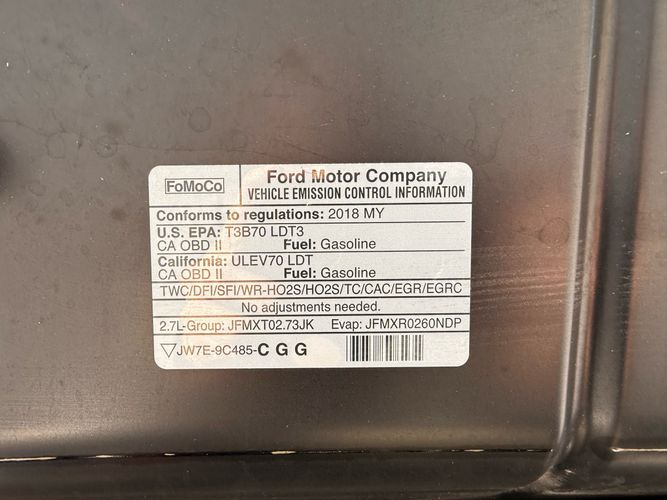 FoMoCo
Ford Motor Company
VEHICLE EMISSION CONTROL INFORMATION
Conforms to regulations: 2018 MY
U.S. EPA: T3B70 LDT3
CA OBD II Fuel: Gasoline
California: ULEV70 LDT
CA OBD II Fuel: Gasoline
TWC/DFI/SFI/WR-HO2S/HO2S/TC/CAC/EGR/EGRC
No adjustments needed.
2.7L-Group: JFMXT02.73JK Evap: JFMXR0260NDP
JW7E-9C485-C G G